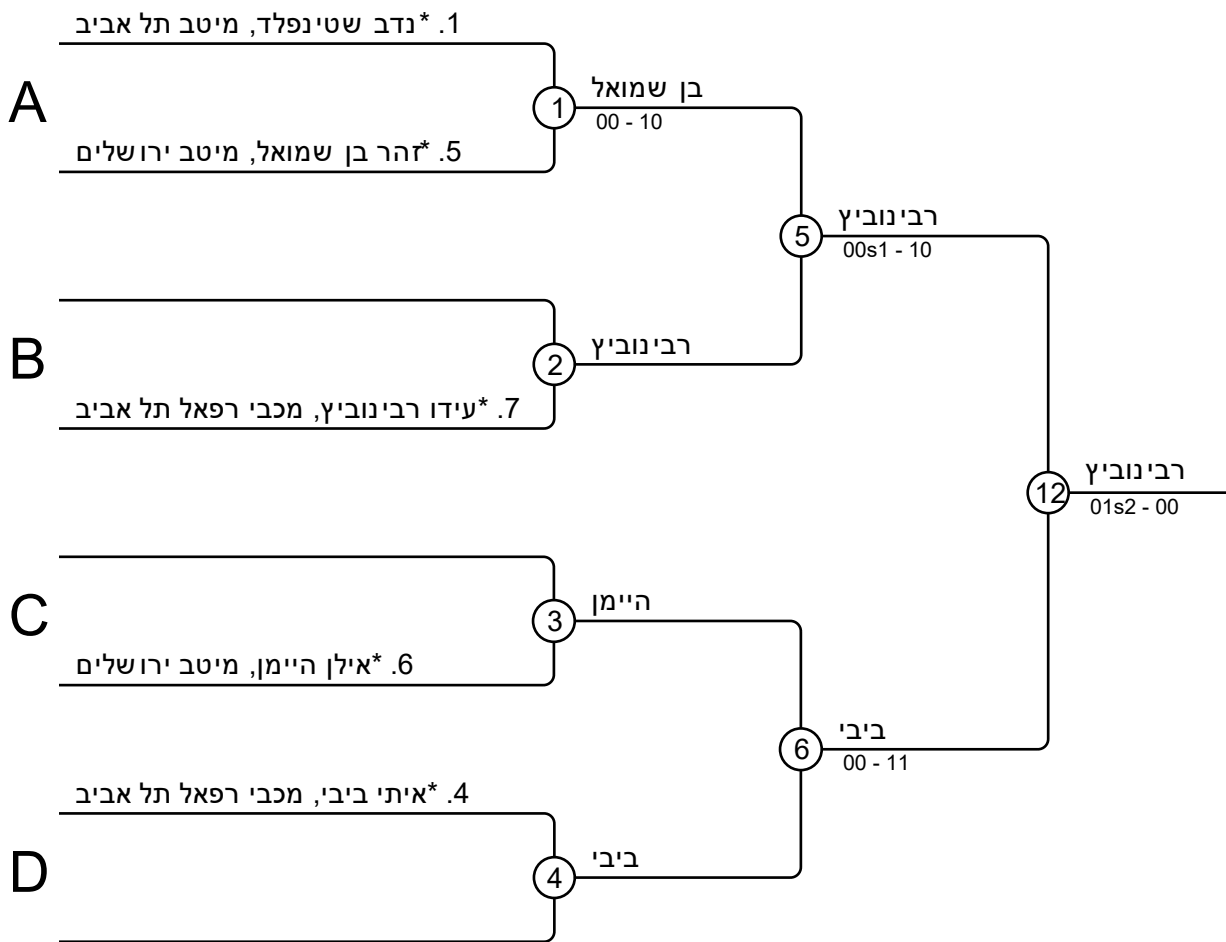 1. *נדב שטינפלד, מיטב תל אביב
A
1
בן שמואל
00 - 10
5. *זהר בן שמואל, מיטב ירושלים
5
רבינוביץ
00s1 - 10
B
2
רבינוביץ
7. *עידו רבינוביץ, מכבי רפאל תל אביב
12
רבינוביץ
01s2 - 00
C
3
היימן
6. *אילן היימן, מיטב ירושלים
6
ביבי
00 - 11
4. *איתי ביבי, מכבי רפאל תל אביב
D
4
ביבי